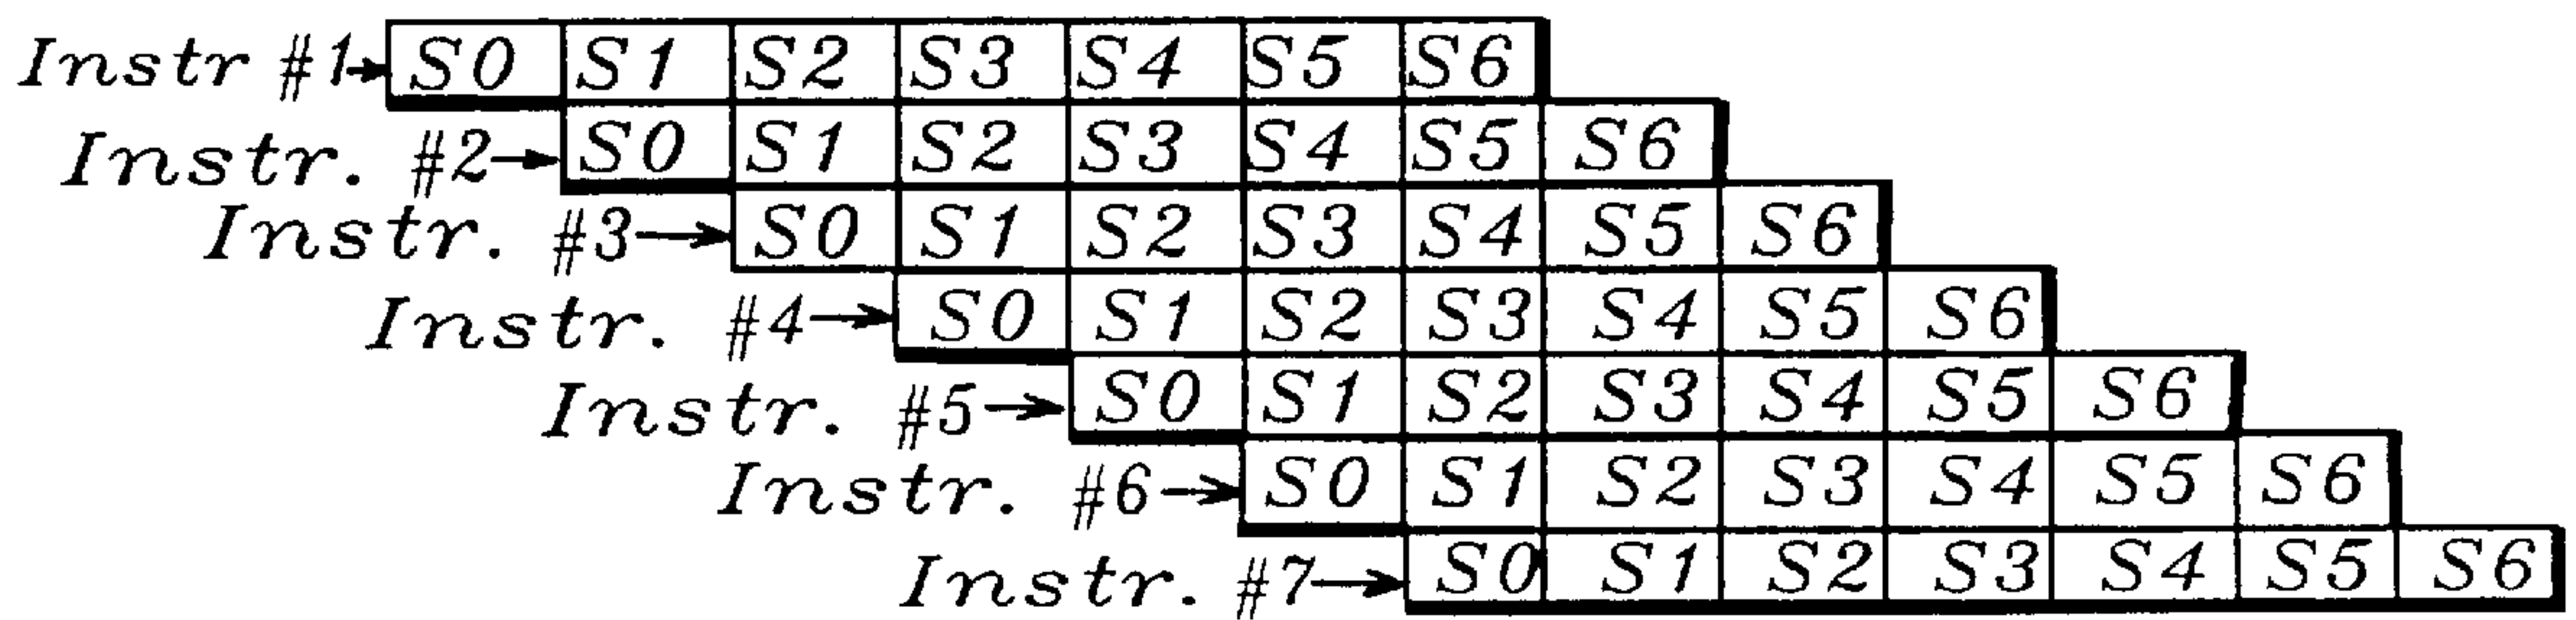 Instr #1 S0 S1 S2 S3 S4 S5 S6
Instr. #2 S0 S1 S2 S3 S4 S5 S6
Instr. #3 S0 S1 S2 S3 S4 S5 S6
Instr. #4 S0 S1 S2 S3 S4 S5 S6
Instr. #5 S0 S1 S2 S3 S4 S5 S6
Instr. #6 S0 S1 S2 S3 S4 S5 S6
Instr. #7 S0 S1 S2 S3 S4 S5 S6